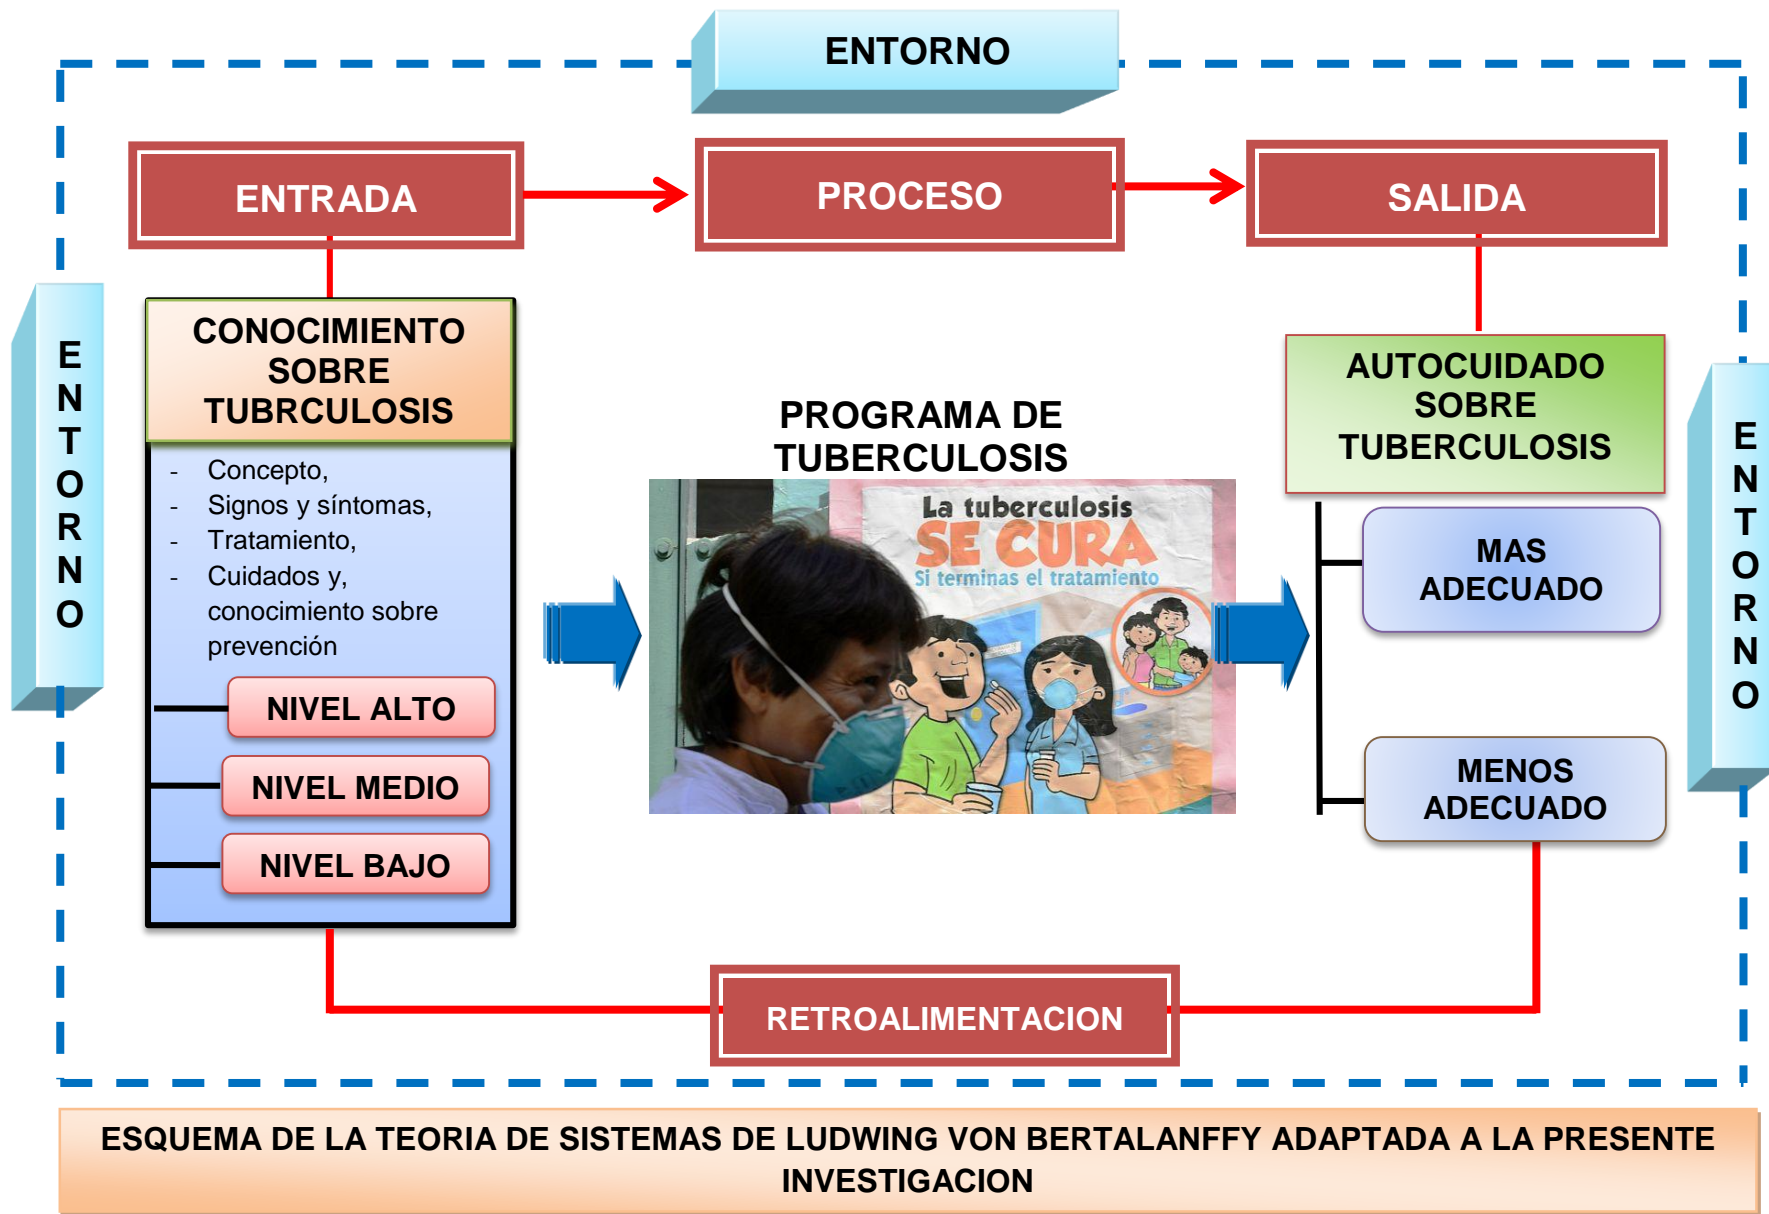 ENTORNO
ENTRADA
PROCESO
SALIDA
ENTORNO
CONOCIMIENTO
SOBRE
TUBRCULOSIS
- Concepto,
- Signos y síntomas,
- Tratamiento,
- Cuidados y,
conocimiento sobre
prevención
NIVEL ALTO
NIVEL MEDIO
NIVEL BAJO
PROGRAMA DE
TUBERCULOSIS
La tuberculosis
SE CURA
Si terminas el tratamiento
AUTOCUIDADO
SOBRE
TUBERCULOSIS
MAS
ADECUADO
MENOS
ADECUADO
ENTORNO
RETROALIMENTACION
ESQUEMA DE LA TEORIA DE SISTEMAS DE LUDWING VON BERTALANFFY ADAPTADA A LA PRESENTE
INVESTIGACION